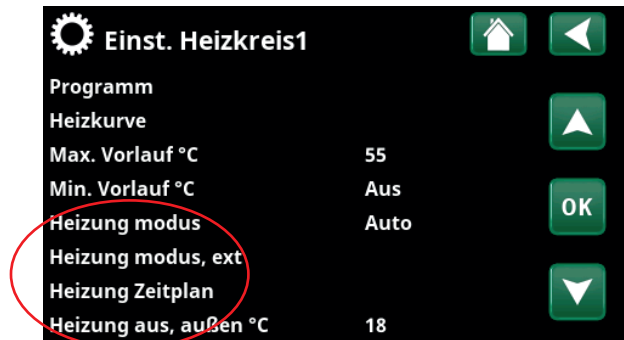 Einst. Heizkreis1
Programm
Heizkurve
Max. Vorlauf °C 55
Min. Vorlauf °C Aus
Heizung modus Auto
OK
Heizung modus, ext
Heizung Zeitplan
Heizung aus, außen °C 18